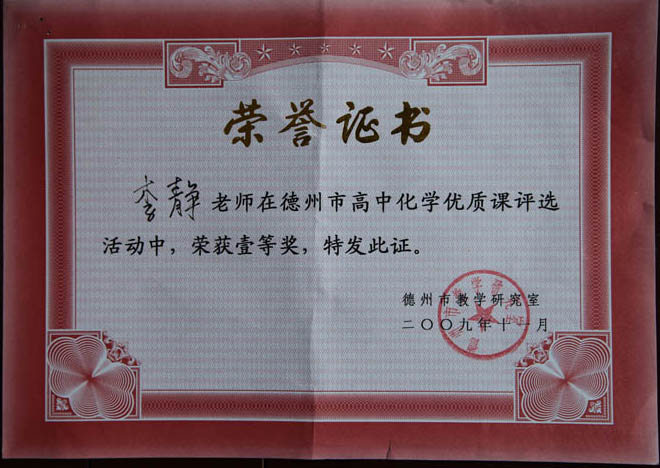 荣誉证书
李静老师在德州市高中化学优质课评选
活动中，荣获壹等奖，特发此证。
德州市教学研究室
二〇〇九年十一月